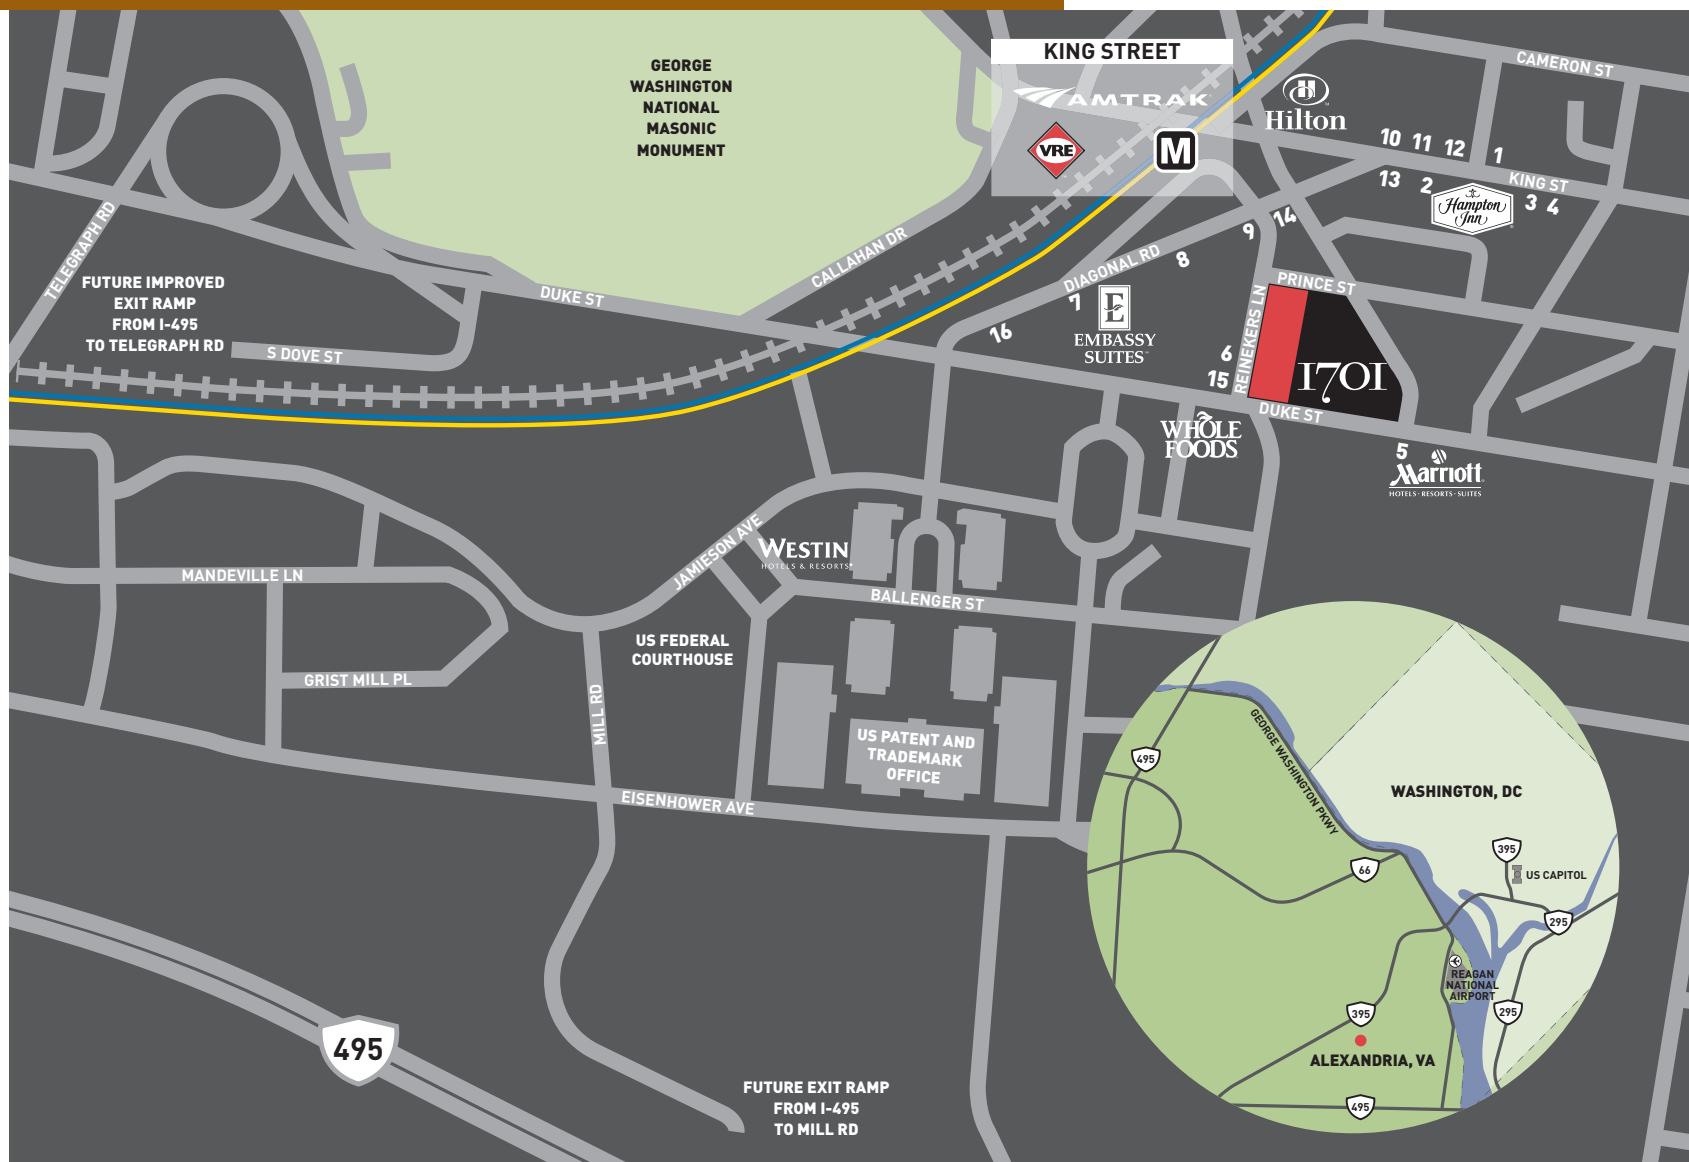 KING STREET
AMTRAK
VRE
M
GEORGE
WASHINGTON
NATIONAL
MASONIC
MONUMENT
CAMERON ST
Hilton
10 11 12 1
KING ST
13 2
Hampton
Inn
3 4
14
9
8
DIAGONAL RD
7
CALLAHAN DR
TELEGRAPH RD
FUTURE IMPROVED
EXIT RAMP
FROM I-495
TO TELEGRAPH RD
DUKE ST
S DOVE ST
16
E
EMBASSY
SUITES
PRINCE ST
REINEKERS LN
6
15
1701
DUKE ST
WHOLE
FOODS
5
Marriott
HOTELS · RESORTS · SUITES
JAMIESON AVE
WESTIN
HOTELS & RESORTS
MANDEVILLE LN
BALLENGER ST
US FEDERAL
COURTHOUSE
GRIST MILL PL
MILL RD
US PATENT AND
TRADEMARK
OFFICE
EISENHOWER AVE
495
FUTURE EXIT RAMP
FROM I-495
TO MILL RD
GEORGE WASHINGTON PKWY
495
WASHINGTON, DC
395
66
US CAPITOL
295
REAGAN
NATIONAL
AIRPORT
395
295
ALEXANDRIA, VA
495